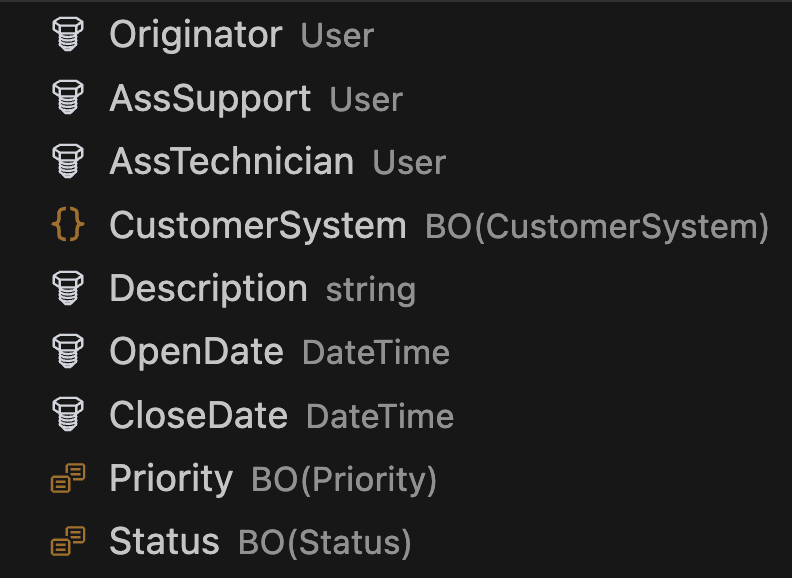 Originator User
AssSupport User
AssTechnician User
CustomerSystem BO(CustomerSystem)
Description string
OpenDate DateTime
CloseDate DateTime
Priority BO(Priority)
Status BO(Status)